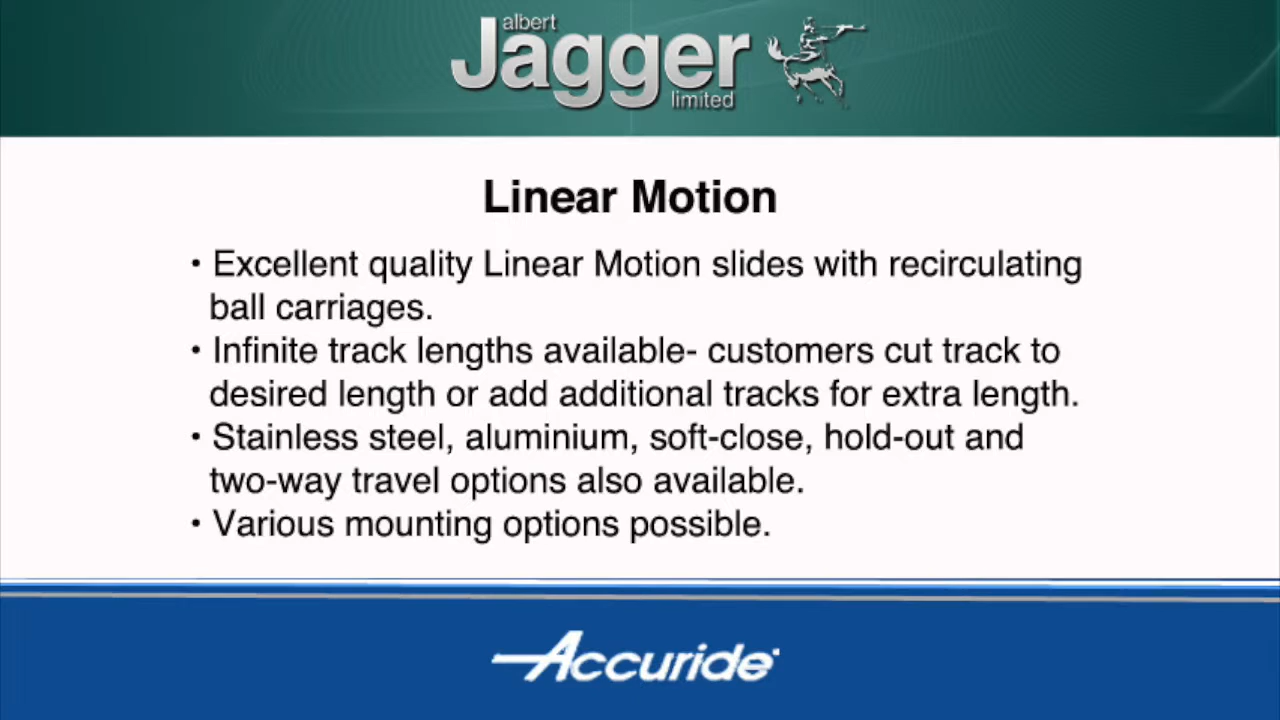 albert
Jagger
limited
Linear Motion
• Excellent quality Linear Motion slides with recirculating
ball carriages.
• Infinite track lengths available- customers cut track to
desired length or add additional tracks for extra length.
• Stainless steel, aluminium, soft-close, hold-out and
two-way travel options also available.
• Various mounting options possible.
Accuride